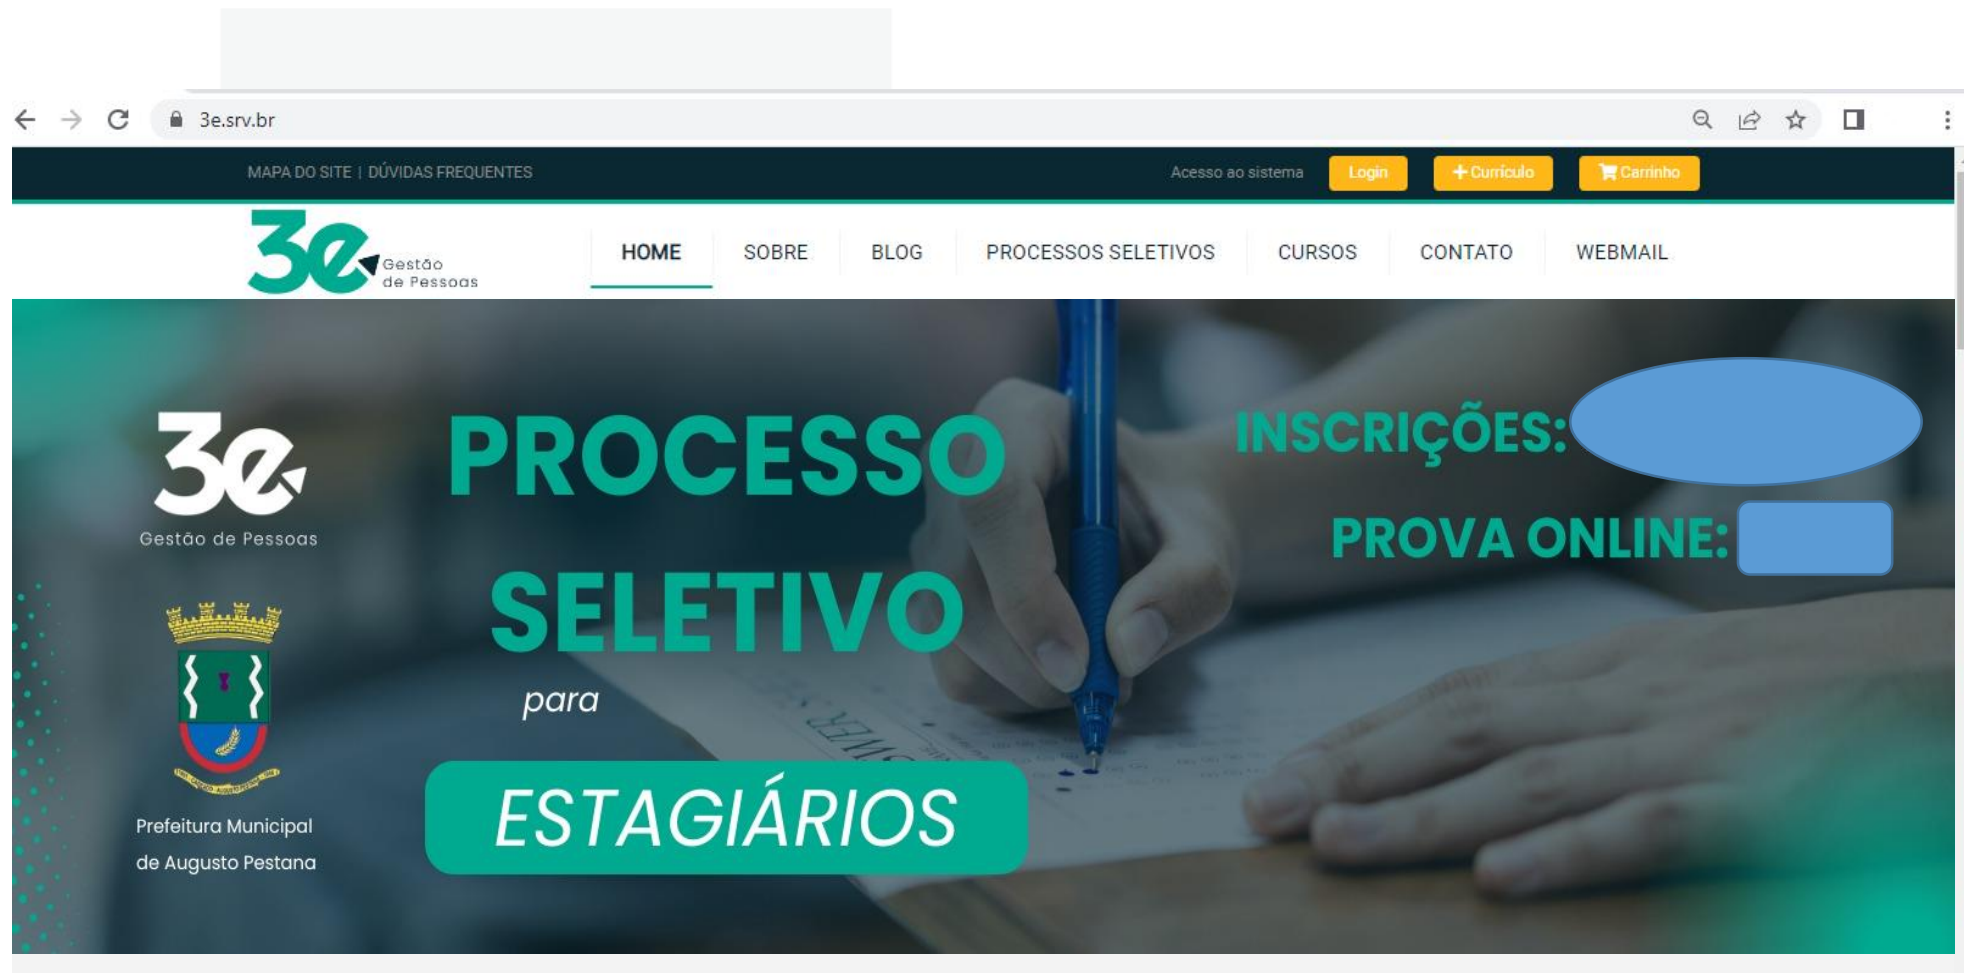 3e.srv.br
MAPA DO SITE | DÚVIDAS FREQUENTES
Acesso ao sistema
Login
Currículo
Carrinho
3e Gestão
de Pessoas
HOME
SOBRE
BLOG
PROCESSOS SELETIVOS
CURSOS
CONTATO
WEBMAIL
3e
Gestão de Pessoas
Prefeitura Municipal
de Augusto Pestana
PROCESSO
SELETIVO
para
ESTAGIÁRIOS
INSCRIÇÕES:
PROVA ONLINE: